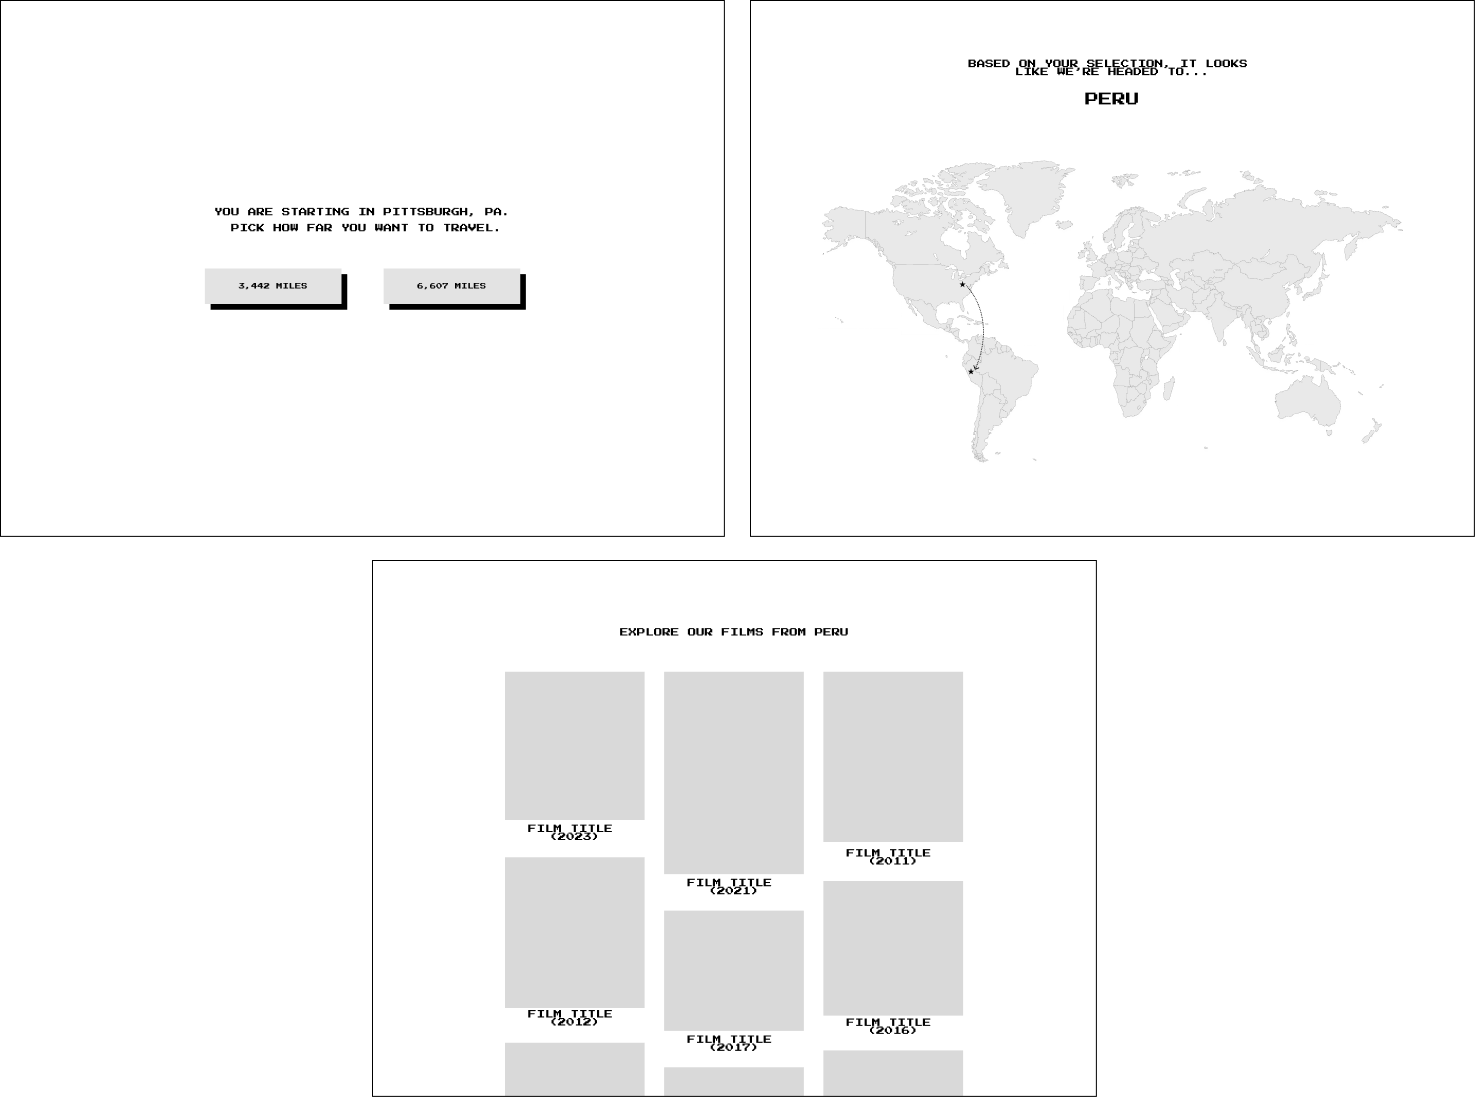 YOU ARE STARTING IN PITTSBURGH, PA.
PICK HOW FAR YOU WANT TO TRAVEL.
3,442 MILES
6,607 MILES
BASED ON YOUR SELECTION, IT LOOKS
LIKE WE'RE HEADED TO...
PERU
EXPLORE OUR FILMS FROM PERU
FILM TITLE
(2023)
FILM TITLE
(2021)
FILM TITLE
(2011)
FILM TITLE
(2012)
FILM TITLE
(2017)
FILM TITLE
(2016)